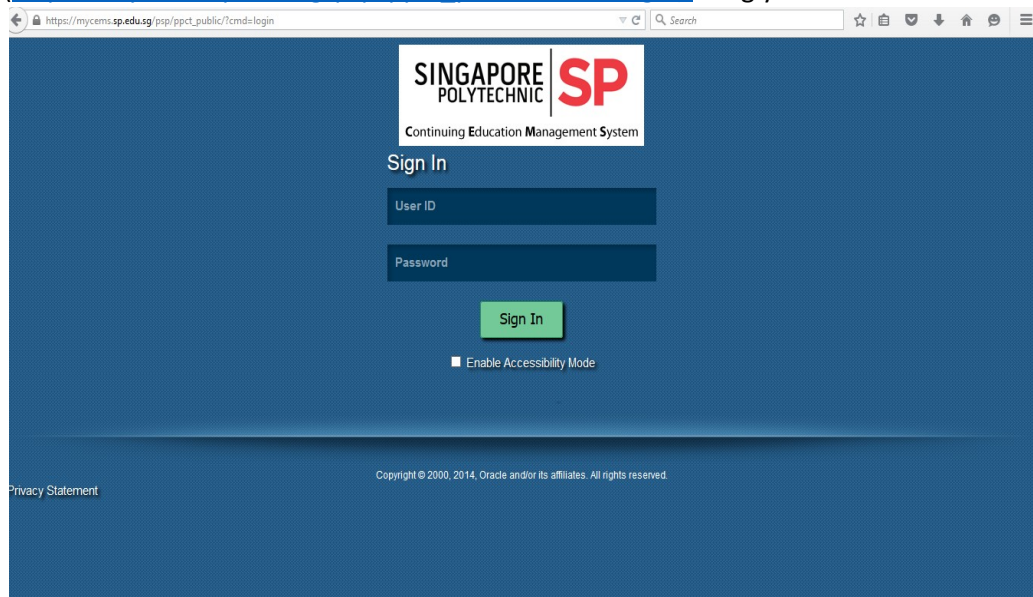 https://mycems.sp.edu.sg/psp/ppct_public/?cmd=login
Search
SINGAPORE
POLYTECHNIC
SP
Continuing Education Management System
Sign In
User ID
Password
Sign In
Enable Accessibility Mode
Copyright © 2000, 2014, Oracle and/or its affiliates. All rights reserved.
Privacy Statement